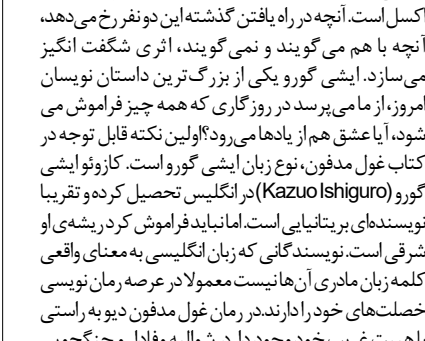 اکسل است. آنچه در راه یافتن گذشته این دو نفر رخ می‌دهد،
آنچه با هم می گویند و نمی گویند، اثری شگفت انگیز
می‌سازد. ایشی گورو یکی از بزرگ‌ترین داستان نویسان
امروز، از ما می‌پرسد در روزگاری که همه چیز فراموش می
شود، آیا عشق هم از یادها می‌رود؟اولین نکته قابل توجه در
کتاب غول مدفون، نوع زبان ایشی گورو است. کازوئو ایشی
گورو (Kazuo Ishiguro) در انگلیس تحصیل کرده و تقریبا
نویسنده‌ای بریتانیایی است. اما نباید فراموش کرد ریشه‌ی او
شرقی است. نویسندگانی که زبان انگلیسی به معنای واقعی
کلمه زبان مادری آن‌ها نیست معمولا در عرصه رمان نویسی
خصلت‌های خود را دارند.در رمان غول مدفون دیو به راستی